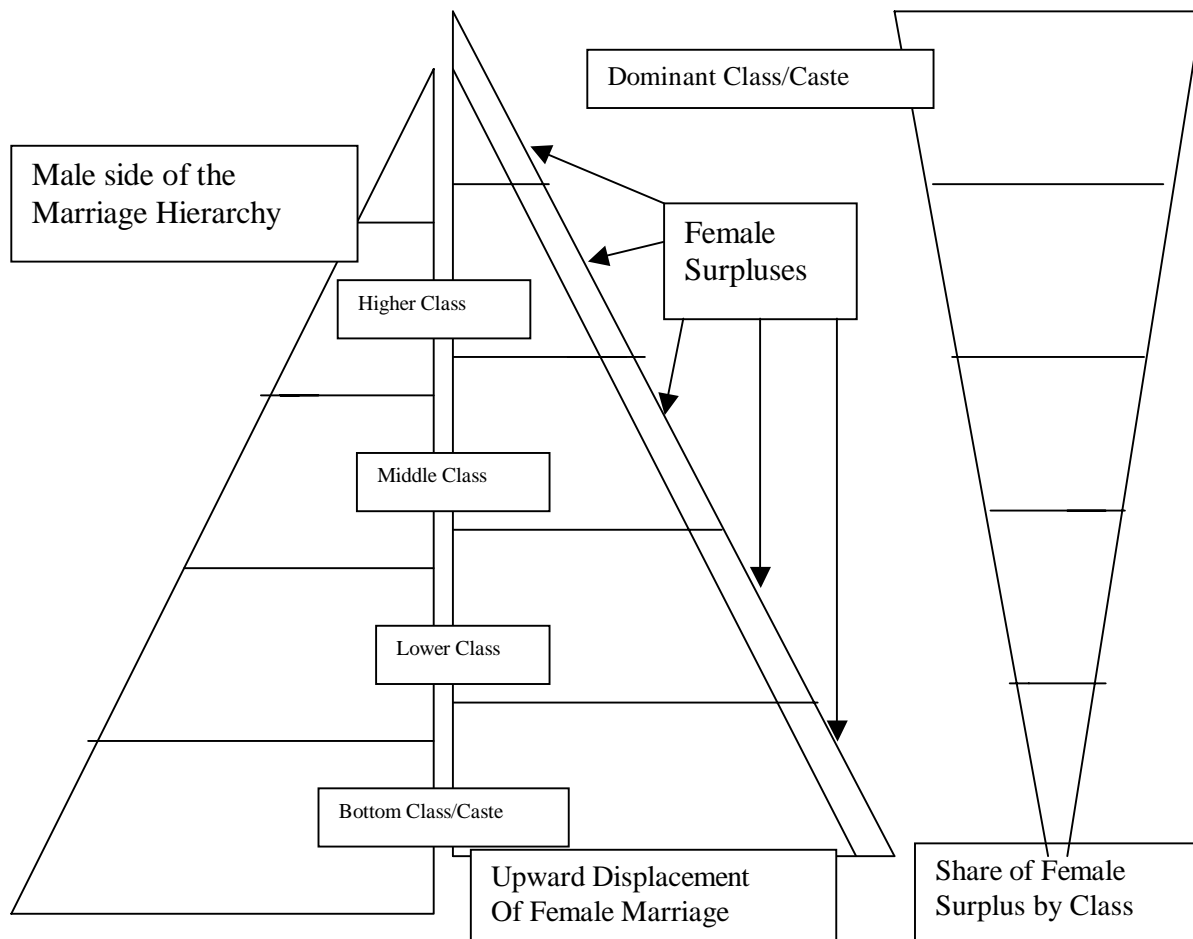 Dominant Class/Caste
Male side of the
Marriage Hierarchy
Female
Surpluses
Higher Class
Middle Class
Lower Class
Bottom Class/Caste
Upward Displacement
Of Female Marriage
Share of Female
Surplus by Class